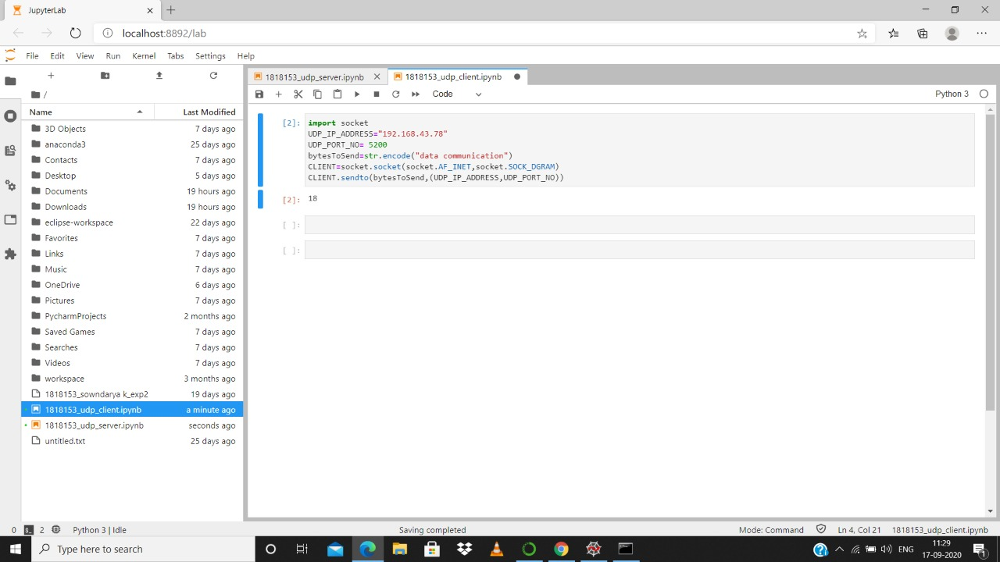 JupyterLab
localhost:8892/lab
File Edit View Run Kernel Tabs Settings Help
/
Name Last Modified
3D Objects 7 days ago
anaconda3 25 days ago
Contacts 7 days ago
Desktop 5 days ago
Documents 19 hours ago
Downloads 19 hours ago
eclipse-workspace 22 days ago
Favorites 7 days ago
Links 7 days ago
Music 7 days ago
OneDrive 6 days ago
Pictures 7 days ago
PycharmProjects 2 months ago
Saved Games 7 days ago
Searches 7 days ago
Videos 7 days ago
workspace 3 months ago
1818153_sowndarya k_exp2 19 days ago
1818153_udp_client.ipynb a minute ago
1818153_udp_server.ipynb seconds ago
untitled.txt 25 days ago
1818153_udp_server.ipynb 1818153_udp_client.ipynb
Code Python 3
[2]: import socket
UDP_IP_ADDRESS="192.168.43.78"
UDP_PORT_NO= 5200
bytesToSend=str.encode("data communication")
CLIENT=socket.socket(socket.AF_INET,socket.SOCK_DGRAM)
CLIENT.sendto(bytesToSend,(UDP_IP_ADDRESS,UDP_PORT_NO))
[2]: 18
[ ]:
[ ]:
0 2 Python 3 | Idle Saving completed Mode: Command Ln 4, Col 21 1818153_udp_client.ipynb
Type here to search ENG 11:29
17-09-2020 1